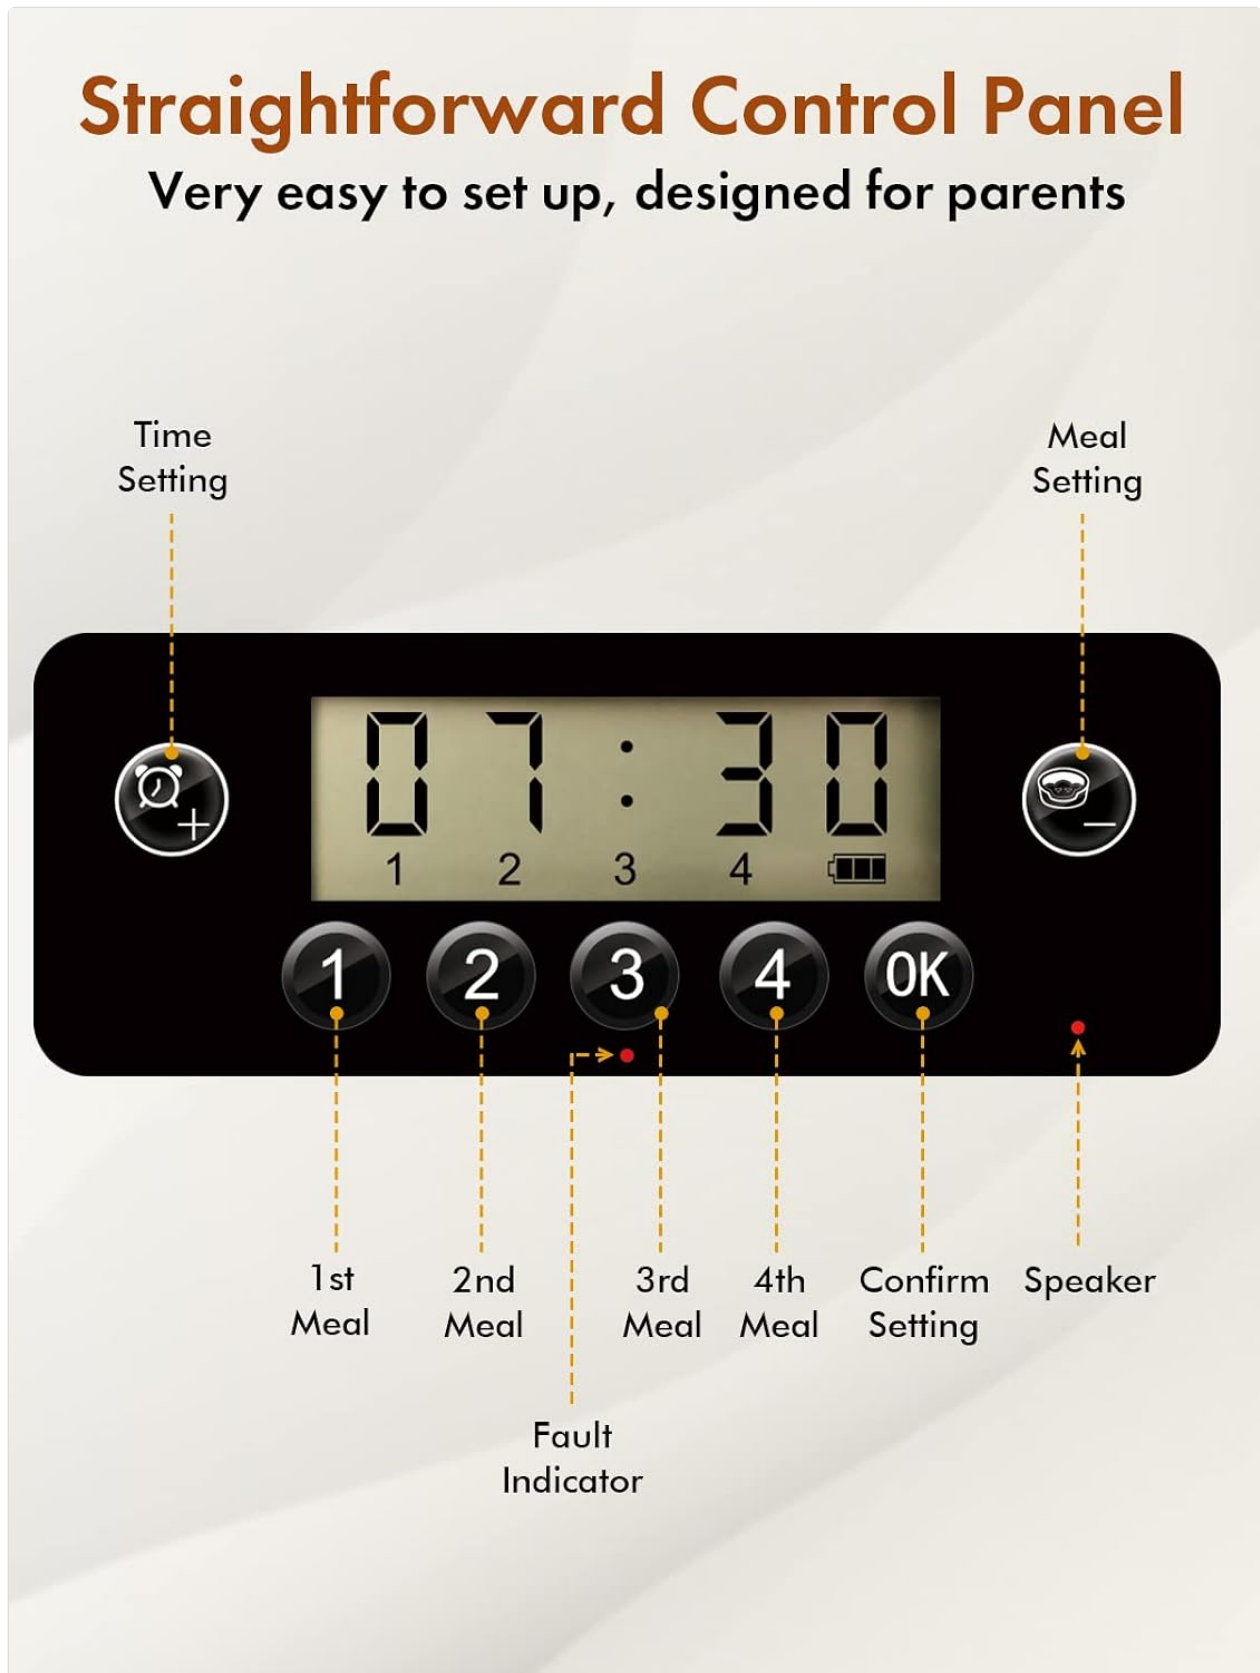 Straightforward Control Panel
Very easy to set up, designed for parents
Time
Setting
Meal
Setting
07:30
1 2 3 4
1 2 3 4 OK
1st
Meal
2nd
Meal
3rd
Meal
4th
Meal
Confirm
Setting
Speaker
Fault
Indicator